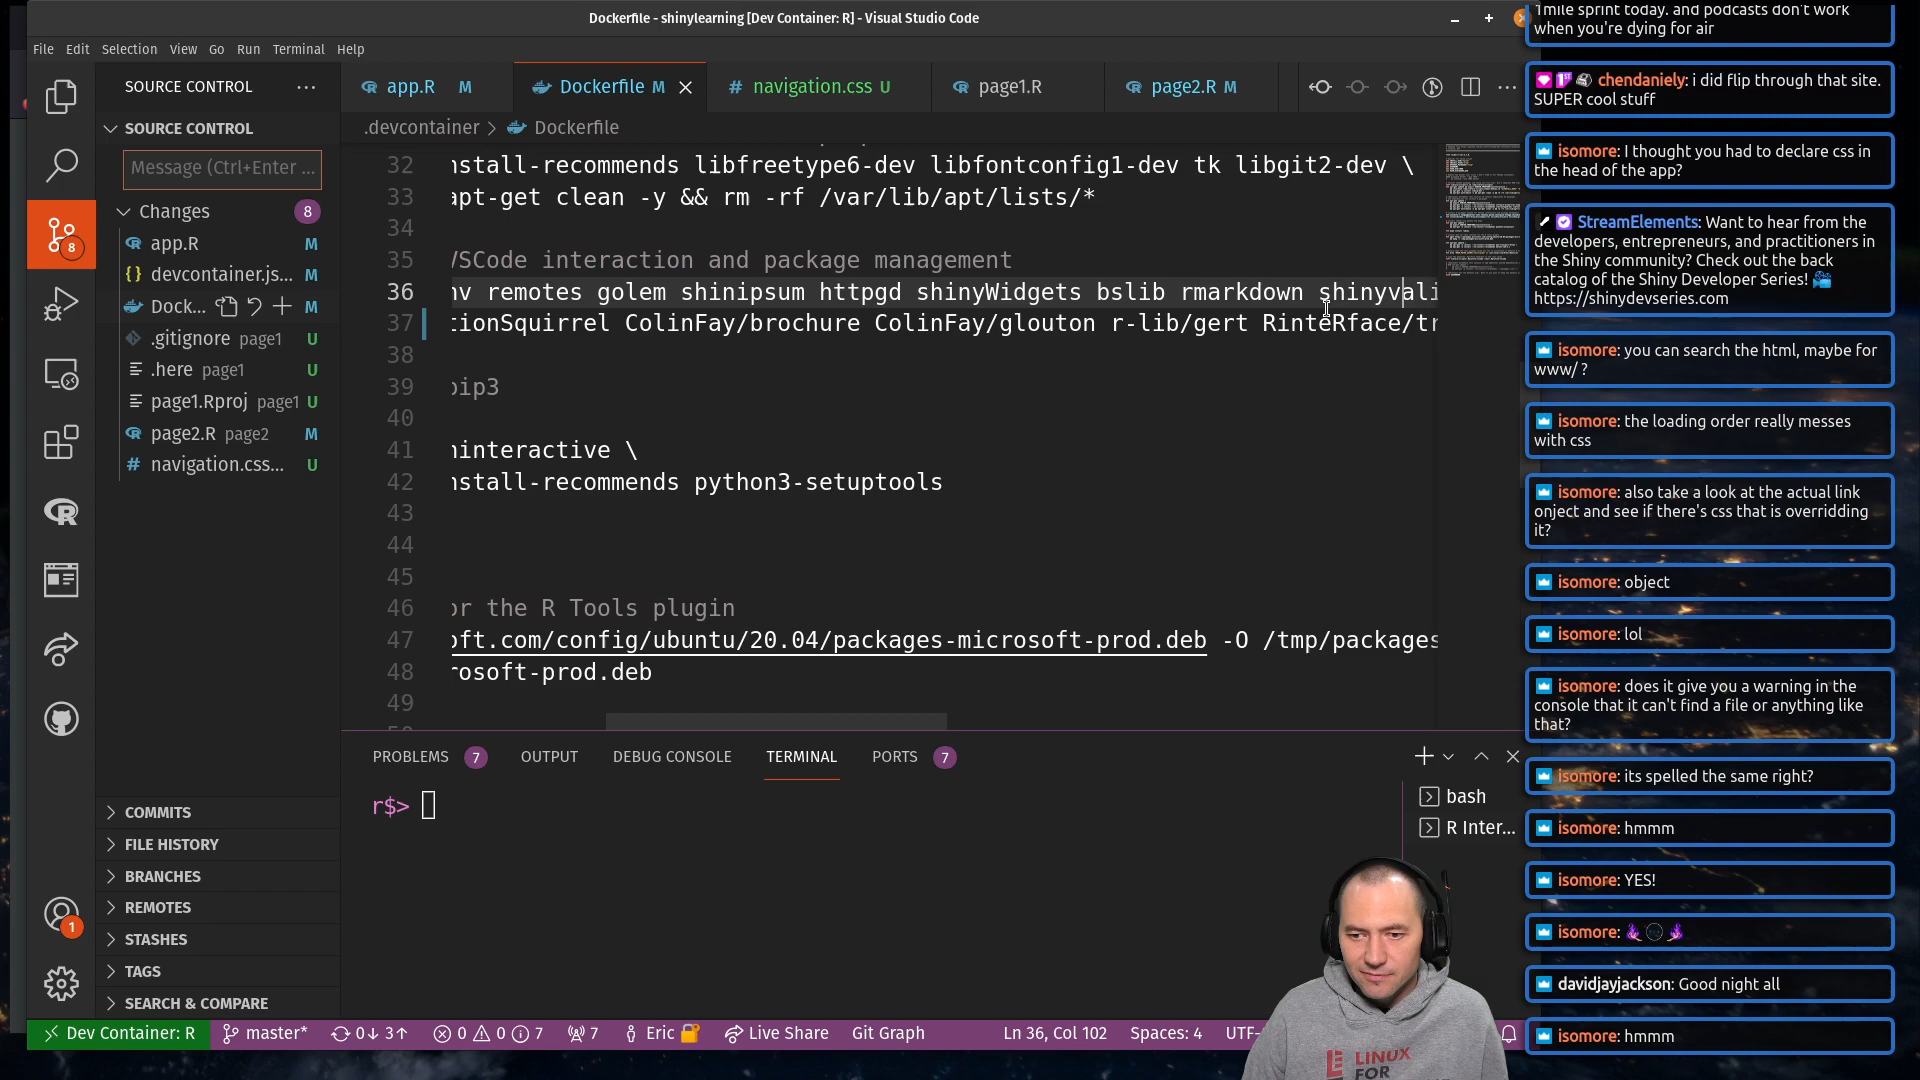 Dockerfile - shinylearning [Dev Container: R] - Visual Studio Code
File Edit Selection View Go Run Terminal Help
SOURCE CONTROL
app.R M
Dockerfile M
# navigation.css U
page1.R
page2.R M
SOURCE CONTROL
.devcontainer > Dockerfile
Message (Ctrl+Enter ...
Changes 8
app.R M
{} devcontainer.js... M
Dock... M
.gitignore page1 U
.here page1 U
page1.Rproj page1 U
page2.R page2 M
# navigation.css... U
8
32 nstall-recommends libfreetype6-dev libfontconfig1-dev tk libgit2-dev \
33 apt-get clean -y && rm -rf /var/lib/apt/lists/*
34
35 VSCode interaction and package management
36 nv remotes golem shinipsum httpgd shinyWidgets bslib rmarkdown shinyvali
37 tionSquirrel ColinFay/brochure ColinFay/glouton r-lib/gert RinteRface/tr
38
39 pip3
40
41 ninteractive \
42 nstall-recommends python3-setuptools
43
44
45
46 or the R Tools plugin
47 oft.com/config/ubuntu/20.04/packages-microsoft-prod.deb -O /tmp/packages
48 rosoft-prod.deb
49
PROBLEMS 7 OUTPUT DEBUG CONSOLE TERMINAL PORTS 7
r$>
bash
R Inter...
COMMITS
FILE HISTORY
BRANCHES
REMOTES
STASHES
TAGS
SEARCH & COMPARE
1
Dev Container: R master* 0↓ 3↑ 0 0 7 7 Eric Live Share Git Graph Ln 36, Col 102 Spaces: 4 UTF-
LINUX
FOR
1mile sprint today. and podcasts don't work
when you're dying for air
chendaniely: i did flip through that site.
SUPER cool stuff
isomore: I thought you had to declare css in
the head of the app?
StreamElements: Want to hear from the
developers, entrepreneurs, and practitioners in
the Shiny community? Check out the back
catalog of the Shiny Developer Series!
https://shinydevseries.com
isomore: you can search the html, maybe for
www/ ?
isomore: the loading order really messes
with css
isomore: also take a look at the actual link
onject and see if there's css that is overridding
it?
isomore: object
isomore: lol
isomore: does it give you a warning in the
console that it can't find a file or anything like
that?
isomore: its spelled the same right?
isomore: hmmm
isomore: YES!
isomore:
davidjayjackson: Good night all
isomore: hmmm